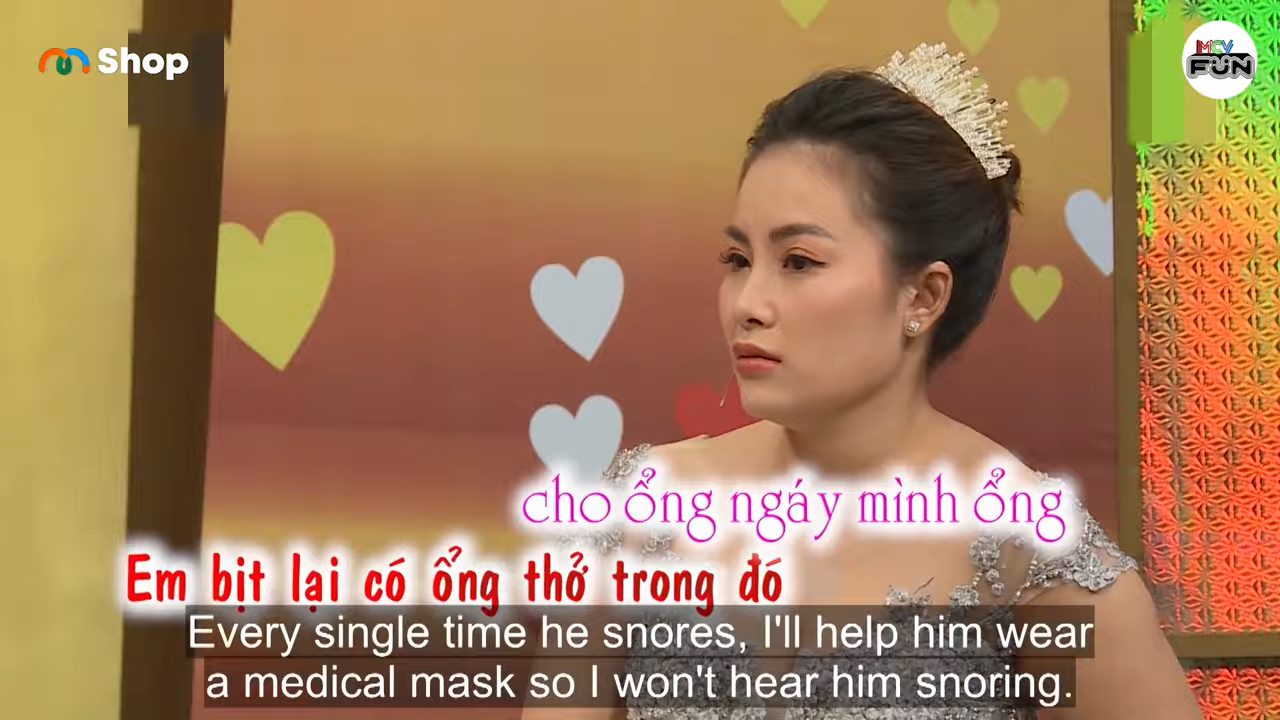 Shop
MCV
FUN
cho ổng ngáy mình ổng
Em bịt lại có ổng thở trong đó
Every single time he snores, I'll help him wear
a medical mask so I won't hear him snoring.